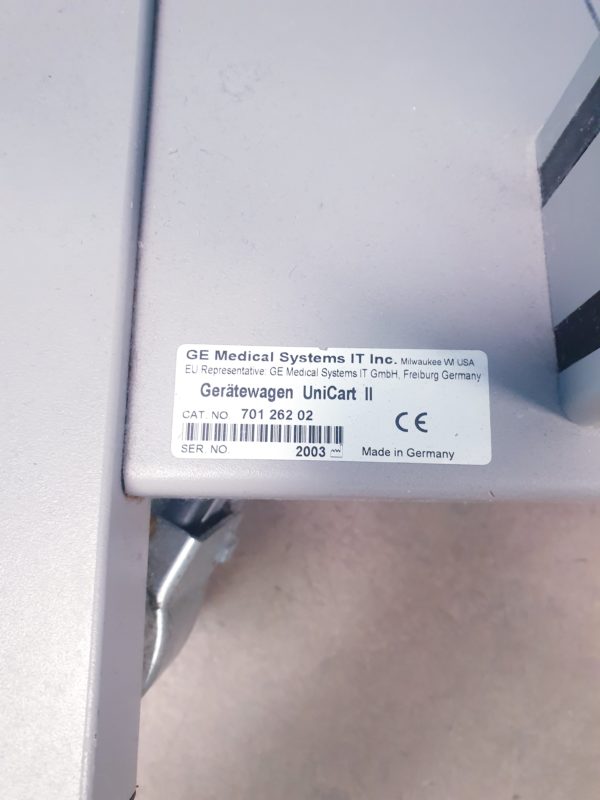 GE Medical Systems IT Inc. Milwaukee WI USA
EU Representative: GE Medical Systems IT GmbH, Freiburg Germany
Gerätewagen UniCart II
CAT. NO. 701 262 02
CE
SER. NO. 2003
Made in Germany